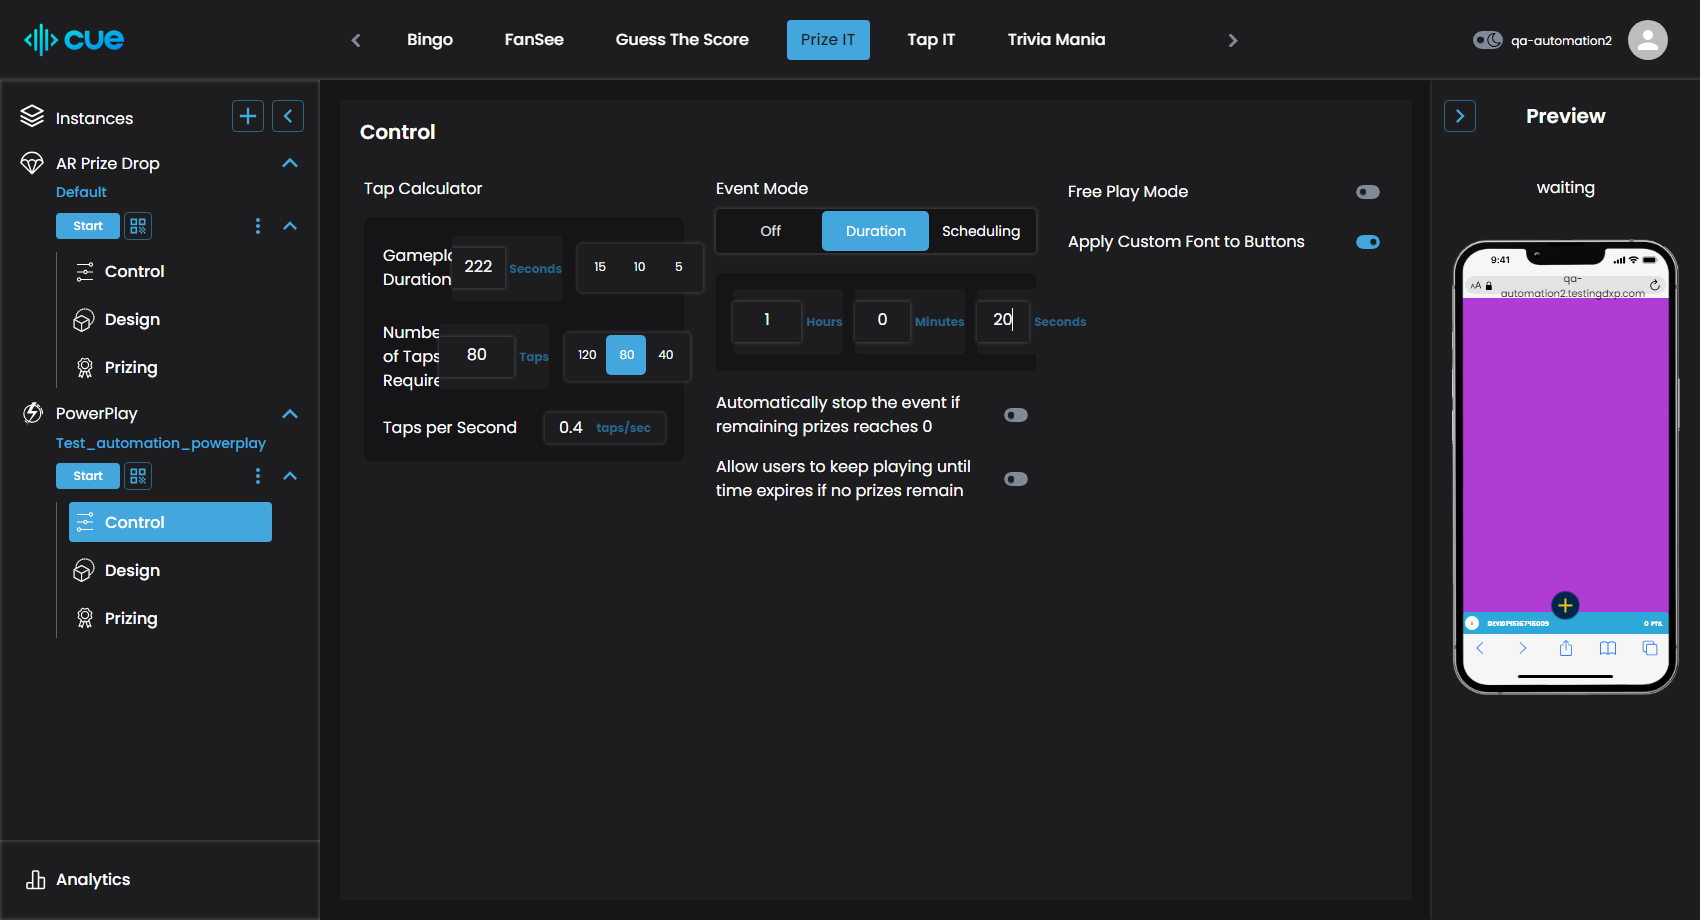 cue
Bingo
FanSee
Guess The Score
Prize IT
Tap IT
Trivia Mania
qa-automation2
Instances
AR Prize Drop
Default
Start
Control
Design
Prizing
PowerPlay
Test_automation_powerplay
Start
Control
Design
Prizing
Analytics
Control
Tap Calculator
Gameplc
Duration
222
Seconds
15
10
5
Numbe
of Taps
Require
80
Taps
120
80
40
Taps per Second
0.4
taps/sec
Event Mode
Off
Duration
Scheduling
1
Hours
0
Minutes
20
Seconds
Automatically stop the event if
remaining prizes reaches 0
Allow users to keep playing until
time expires if no prizes remain
Free Play Mode
Apply Custom Font to Buttons
Preview
waiting
9:41
AA
qa-
automation2.testingdxp.com
0 PTS.